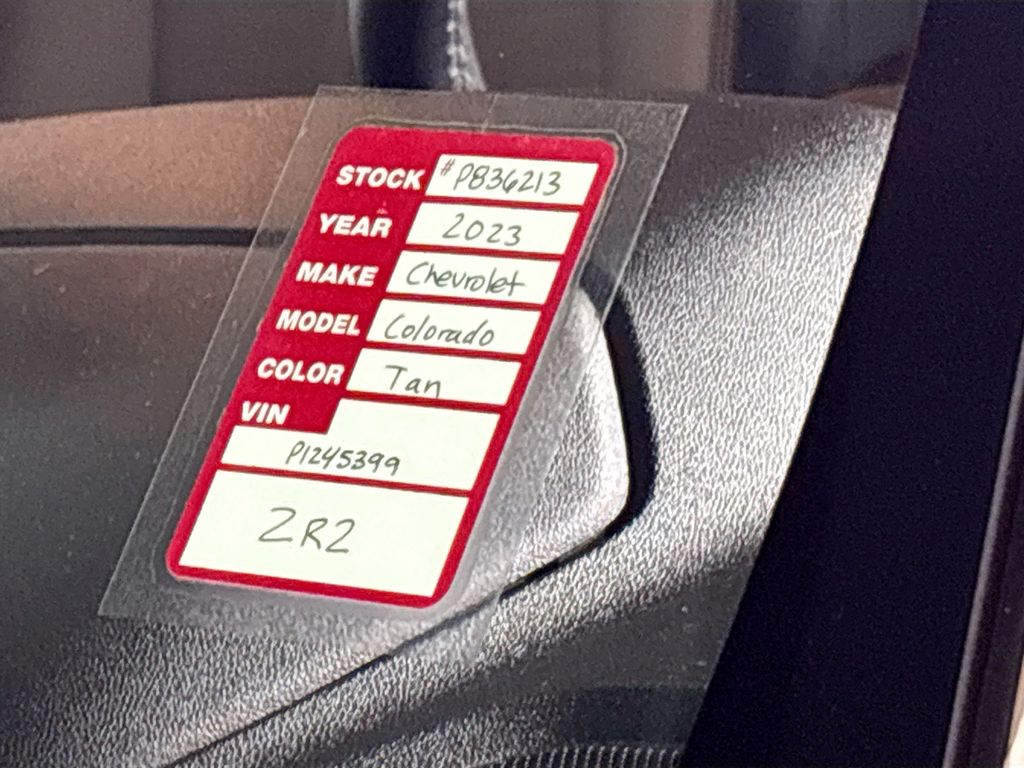 STOCK #P836213
YEAR 2023
MAKE Chevrolet
MODEL Colorado
COLOR Tan
VIN
P1245399
ZR2